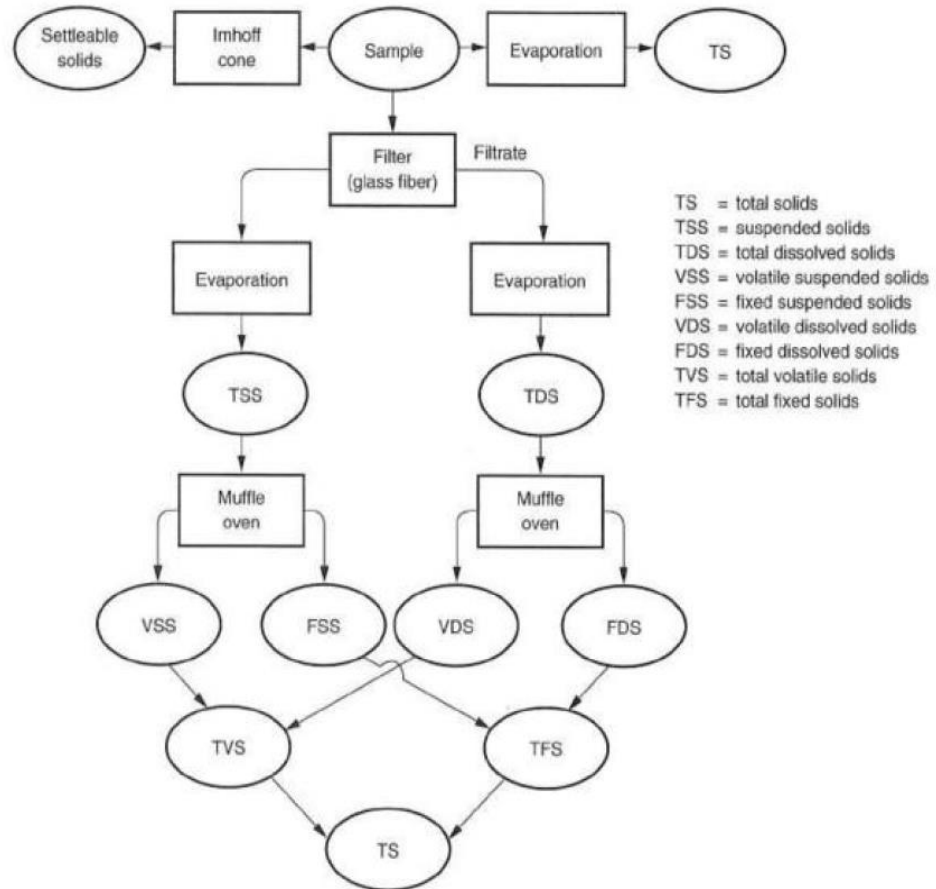 Settleable
solids
Imhoff
cone
Sample
Evaporation
TS
Filter
(glass fiber)
Filtrate
Evaporation
Evaporation
TS = total solids
TSS = suspended solids
TDS = total dissolved solids
VSS = volatile suspended solids
FSS = fixed suspended solids
VDS = volatile dissolved solids
FDS = fixed dissolved solids
TVS = total volatile solids
TFS = total fixed solids
TSS
TDS
Muffle
oven
Muffle
oven
VSS
FSS
VDS
FDS
TVS
TFS
TS